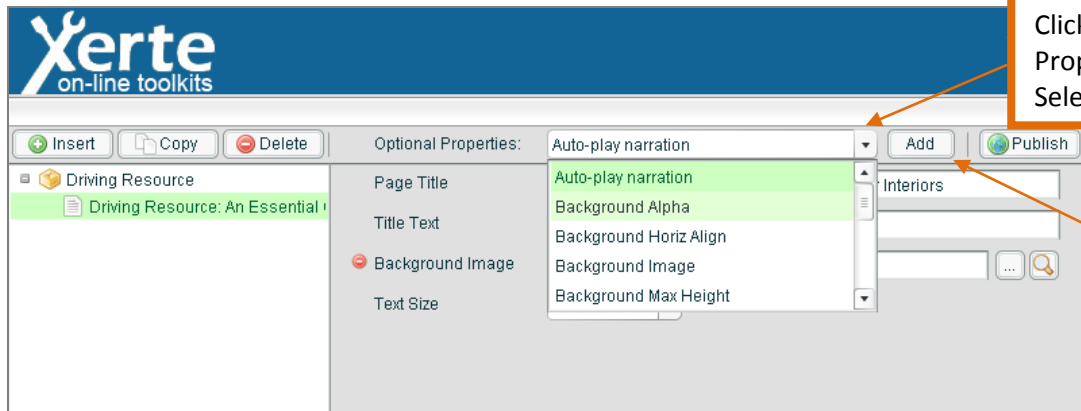 Xerte
on-line toolkits
Click
Insert Copy Delete Optional Properties: Auto-play narration Add Publish
Driving Resource
Driving Resource: An Essential
Page Title
Title Text
Background Image
Text Size
Auto-play narration
Background Alpha
Background Horiz Align
Background Image
Background Max Height
Interiors
...